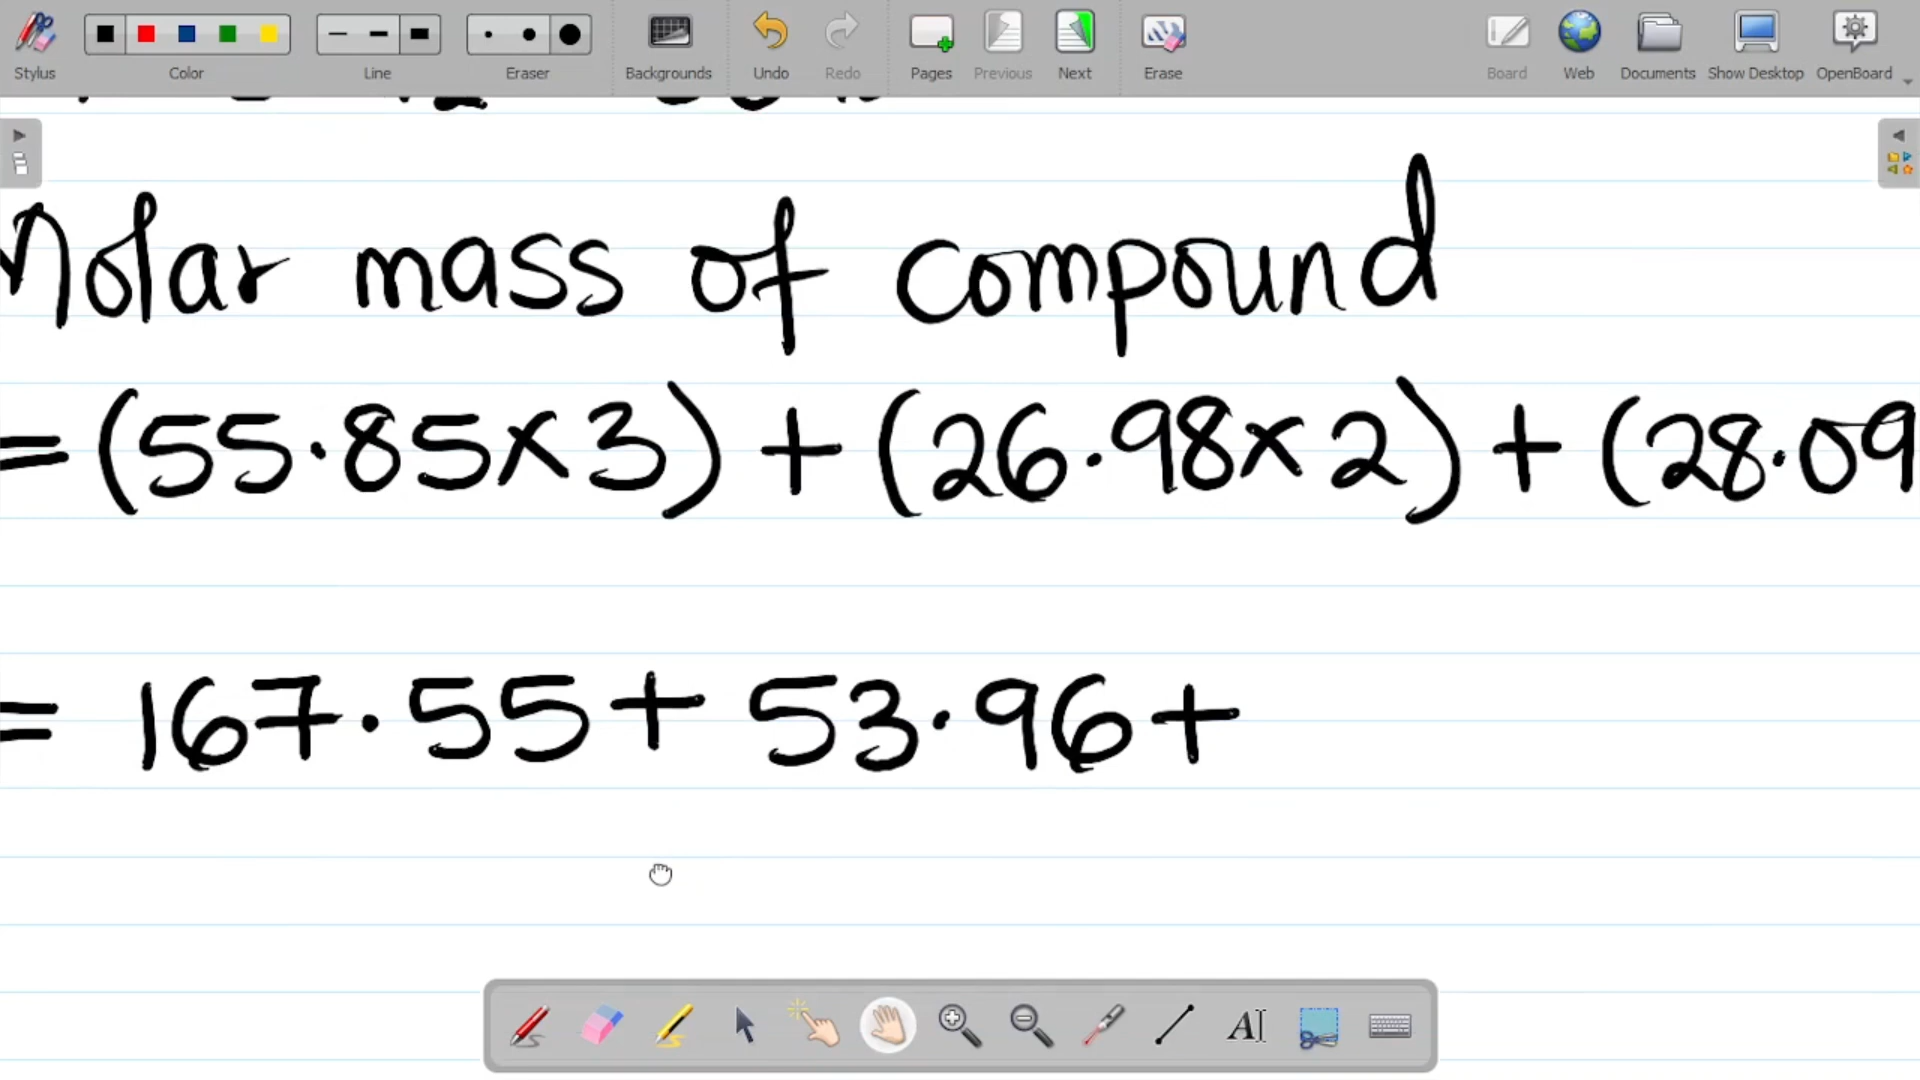 Stylus Color Line Eraser Backgrounds Undo Redo Pages Previous Next Erase Board Web Documents Show Desktop OpenBoard
Molar mass of compound
= (55.85×3) + (26.98×2) + (28.09
= 167.55 + 53.96 +